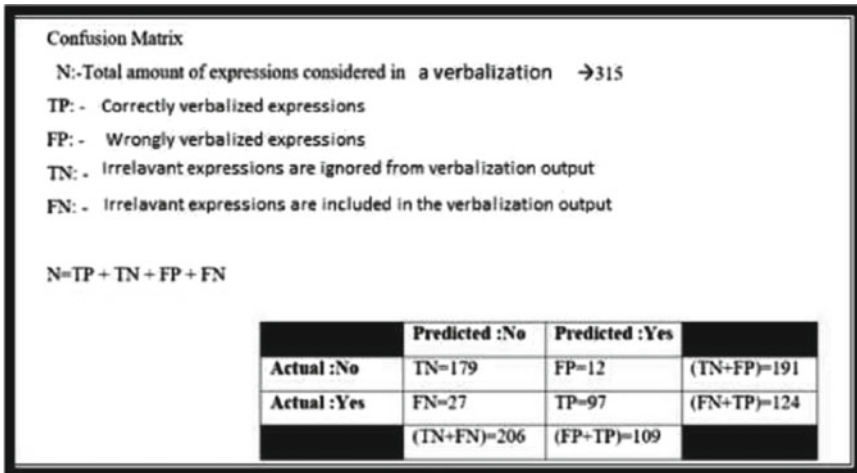 Confusion Matrix
N:-Total amount of expressions considered in a verbalization →315
TP: - Correctly verbalized expressions
FP: - Wrongly verbalized expressions
TN: - Irrelavant expressions are ignored from verbalization output
FN: - Irrelavant expressions are included in the verbalization output
N=TP + TN + FP + FN
Predicted :No Predicted :Yes
Actual :No TN=179 FP=12 (TN+FP)=191
Actual :Yes FN=27 TP=97 (FN+TP)=124
(TN+FN)=206 (FP+TP)=109